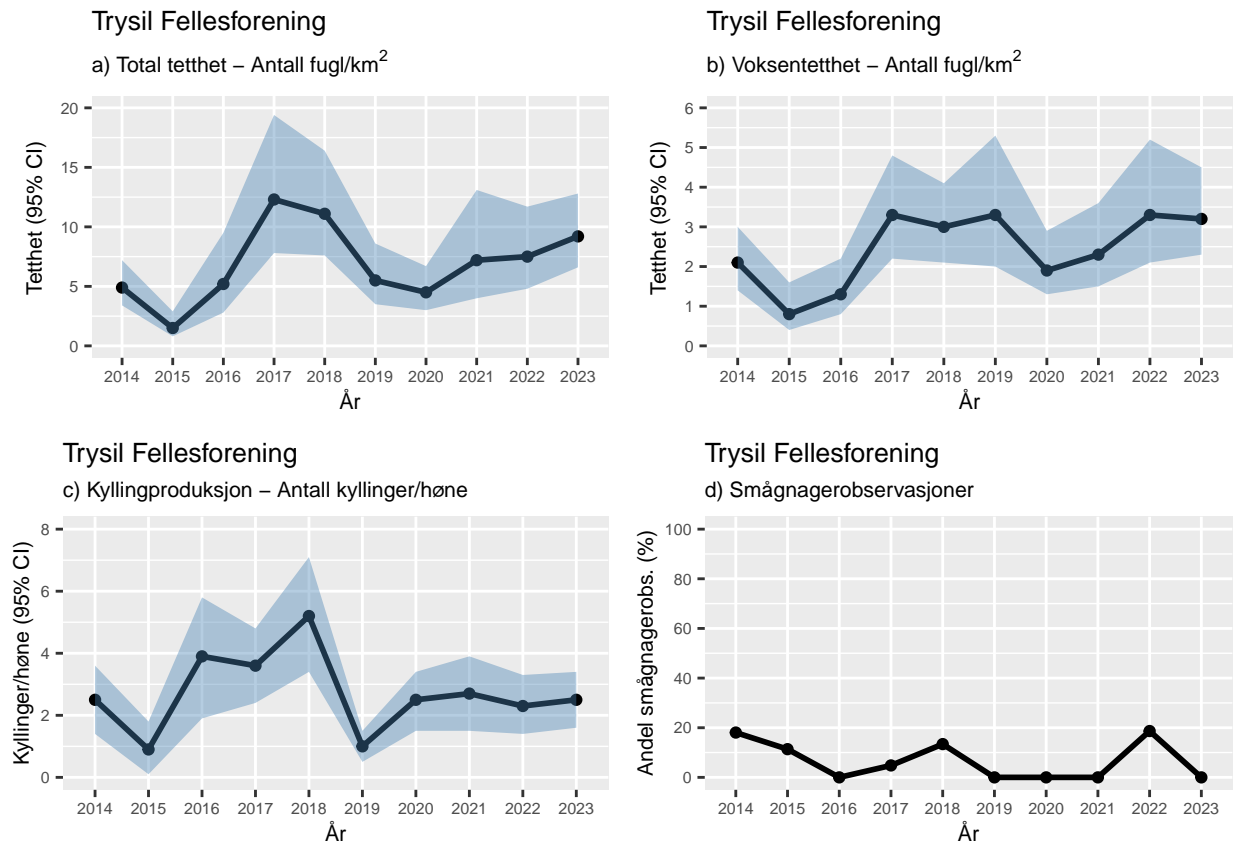 Trysil Fellesforening
a) Total tetthet – Antall fugl/km²
Tetthet (95% CI)
20
15
10
5
0
2014 2015 2016 2017 2018 2019 2020 2021 2022 2023
År
Trysil Fellesforening
b) Voksentetthet – Antall fugl/km²
Tetthet (95% CI)
6
5
4
3
2
1
0
2014 2015 2016 2017 2018 2019 2020 2021 2022 2023
År
Trysil Fellesforening
c) Kyllingproduksjon – Antall kyllinger/høne
Kyllinger/høne (95% CI)
8
6
4
2
0
2014 2015 2016 2017 2018 2019 2020 2021 2022 2023
År
Trysil Fellesforening
d) Smågnagerobservasjoner
Andel smågnagerobs. (%)
100
80
60
40
20
0
2014 2015 2016 2017 2018 2019 2020 2021 2022 2023
År